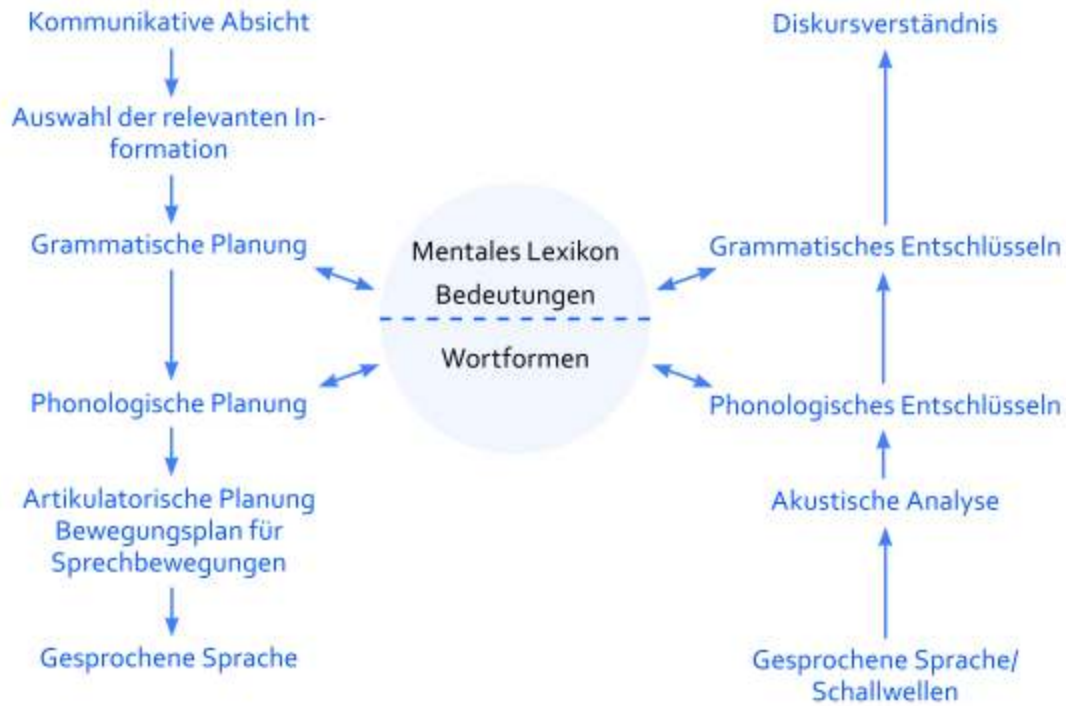 Kommunikative Absicht
Auswahl der relevanten In-
formation
Grammatische Planung
Phonologische Planung
Artikulatorische Planung
Bewegungsplan für
Sprechbewegungen
Gesprochene Sprache
Mentales Lexikon
Bedeutungen
Wortformen
Diskursverständnis
Grammatisches Entschlüsseln
Phonologisches Entschlüsseln
Akustische Analyse
Gesprochene Sprache/
Schallwellen